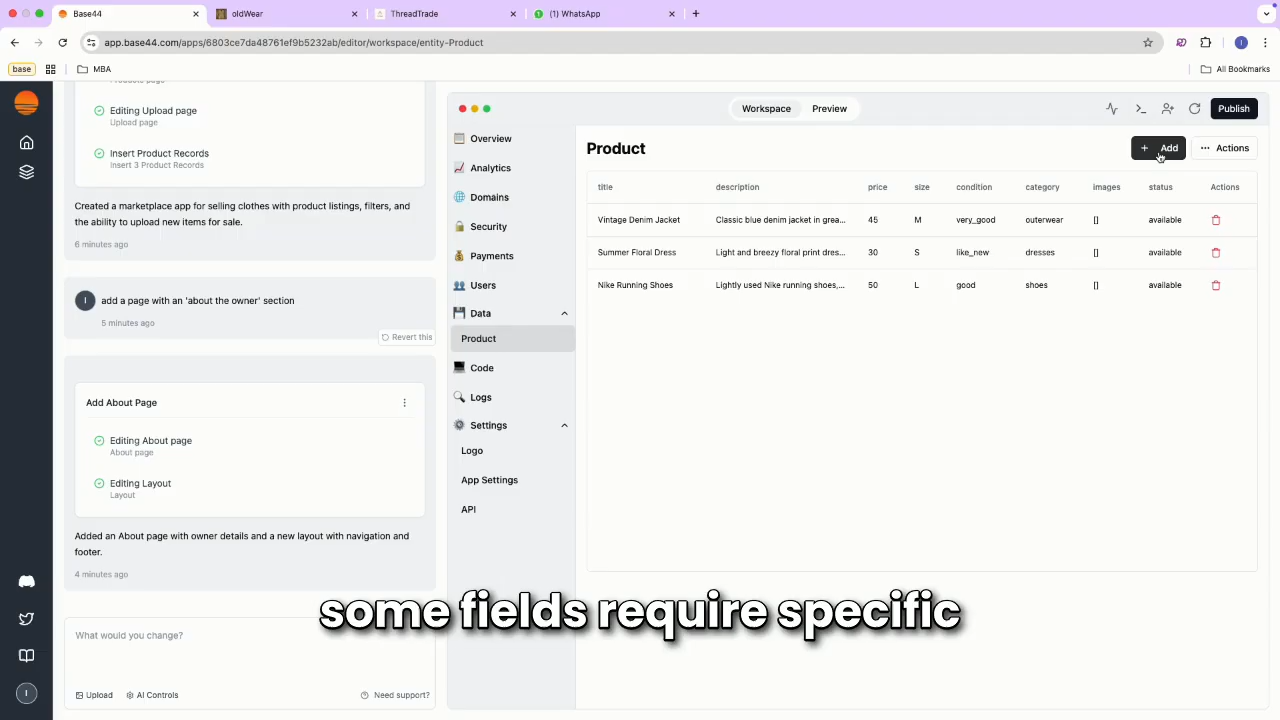 Base44
oldWear
ThreadTrade
(1) WhatsApp
app.base44.com/apps/6803ce7da48761ef9b5232ab/editor/workspace/entity-Product
base
MBA
All Bookmarks
Products page
Editing Upload page
Upload page
Insert Product Records
Insert 3 Product Records
Created a marketplace app for selling clothes with product listings, filters, and
the ability to upload new items for sale.
6 minutes ago
I
add a page with an 'about the owner' section
5 minutes ago
Revert this
Add About Page
Editing About page
About page
Editing Layout
Layout
Added an About page with owner details and a new layout with navigation and
footer.
4 minutes ago
What would you change?
Upload
AI Controls
Need support?
I
Workspace
Preview
Publish
Overview
Analytics
Domains
Security
Payments
Users
Data
Product
Code
Logs
Settings
Logo
App Settings
API
Product
+ Add
Actions
title description price size condition category images status Actions
Vintage Denim Jacket Classic blue denim jacket in grea... 45 M very_good outerwear [] available
Summer Floral Dress Light and breezy floral print dres... 30 S like_new dresses [] available
Nike Running Shoes Lightly used Nike running shoes,... 50 L good shoes [] available
some fields require specific